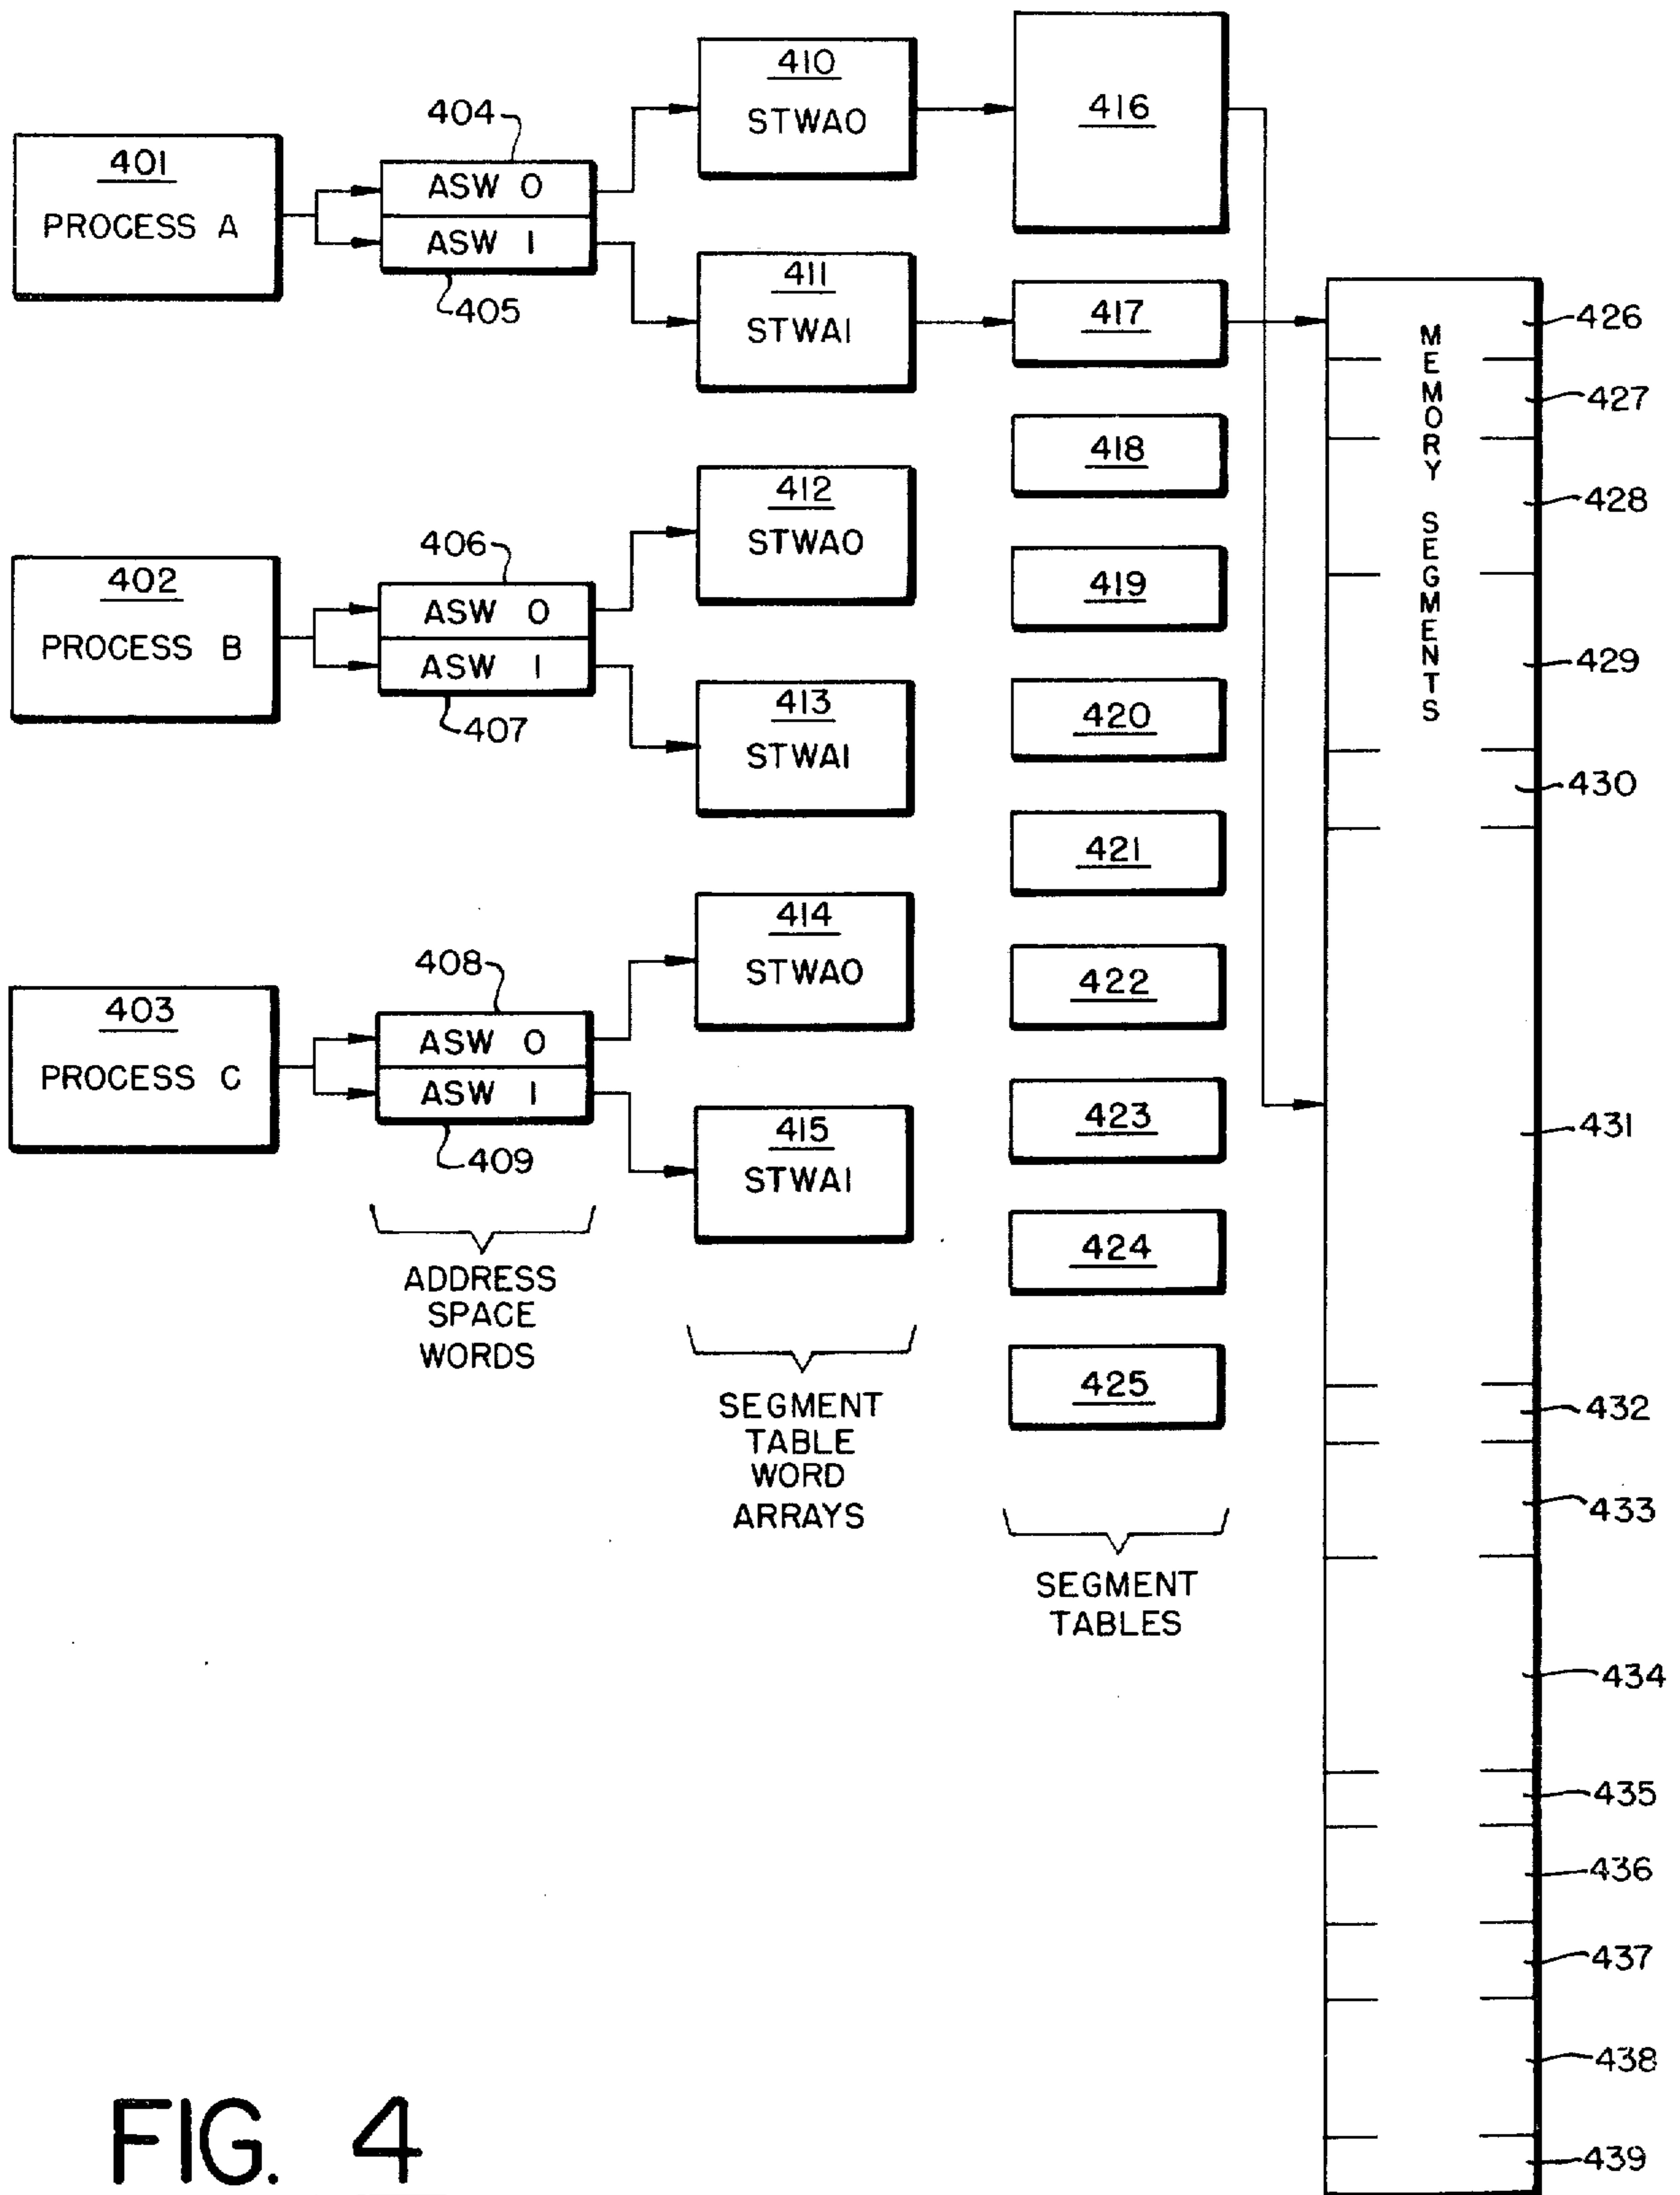 401
PROCESS A
404
ASW 0
ASW 1
405
410
STWA0
411
STWA1
416
417
402
PROCESS B
406
ASW 0
ASW 1
407
412
STWA0
413
STWA1
418
419
420
421
403
PROCESS C
408
ASW 0
ASW 1
409
414
STWA0
415
STWA1
422
423
424
425
ADDRESS
SPACE
WORDS
SEGMENT
TABLE
WORD
ARRAYS
SEGMENT
TABLES
MEMORY SEGMENTS
426
427
428
429
430
431
432
433
434
435
436
437
438
439
FIG. 4